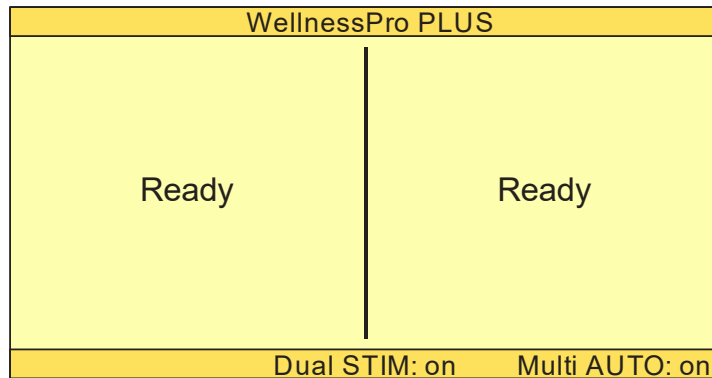 WellnessPro PLUS
Ready Ready
Dual STIM: on Multi AUTO: on